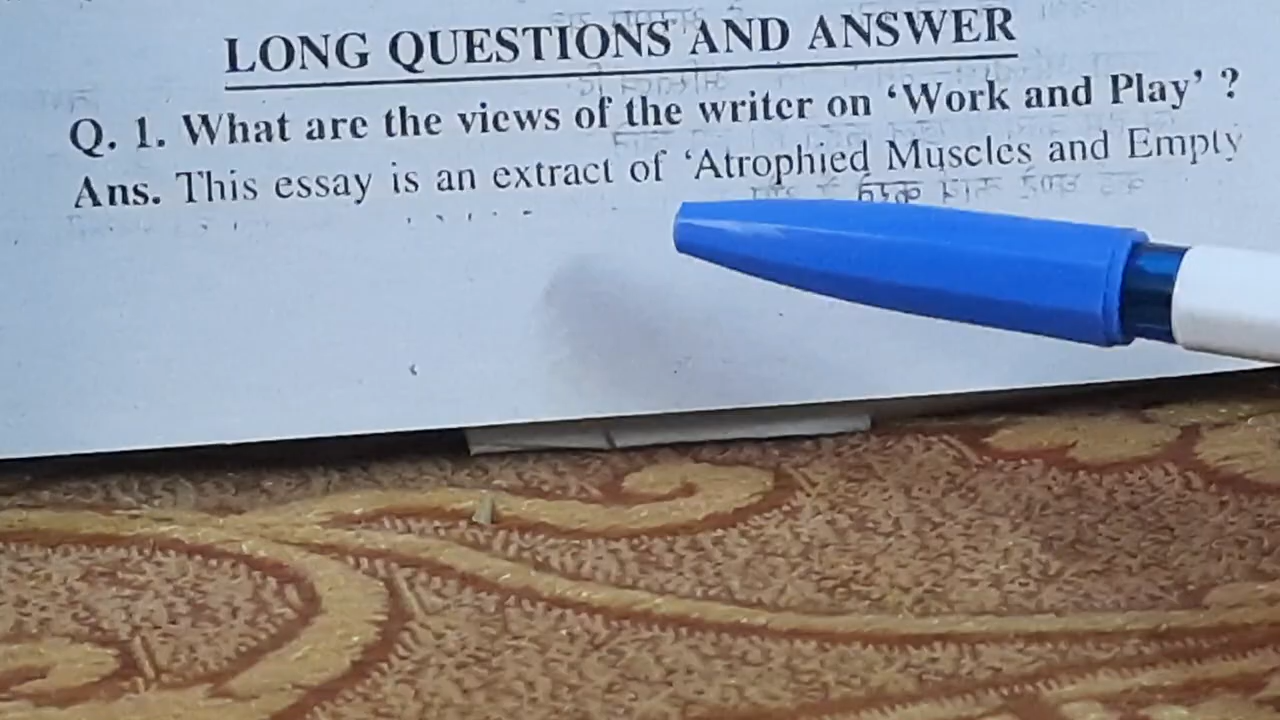 LONG QUESTIONS AND ANSWER
Q. 1. What are the views of the writer on ‘Work and Play’ ?
Ans. This essay is an extract of ‘Atrophied Muscles and Empty